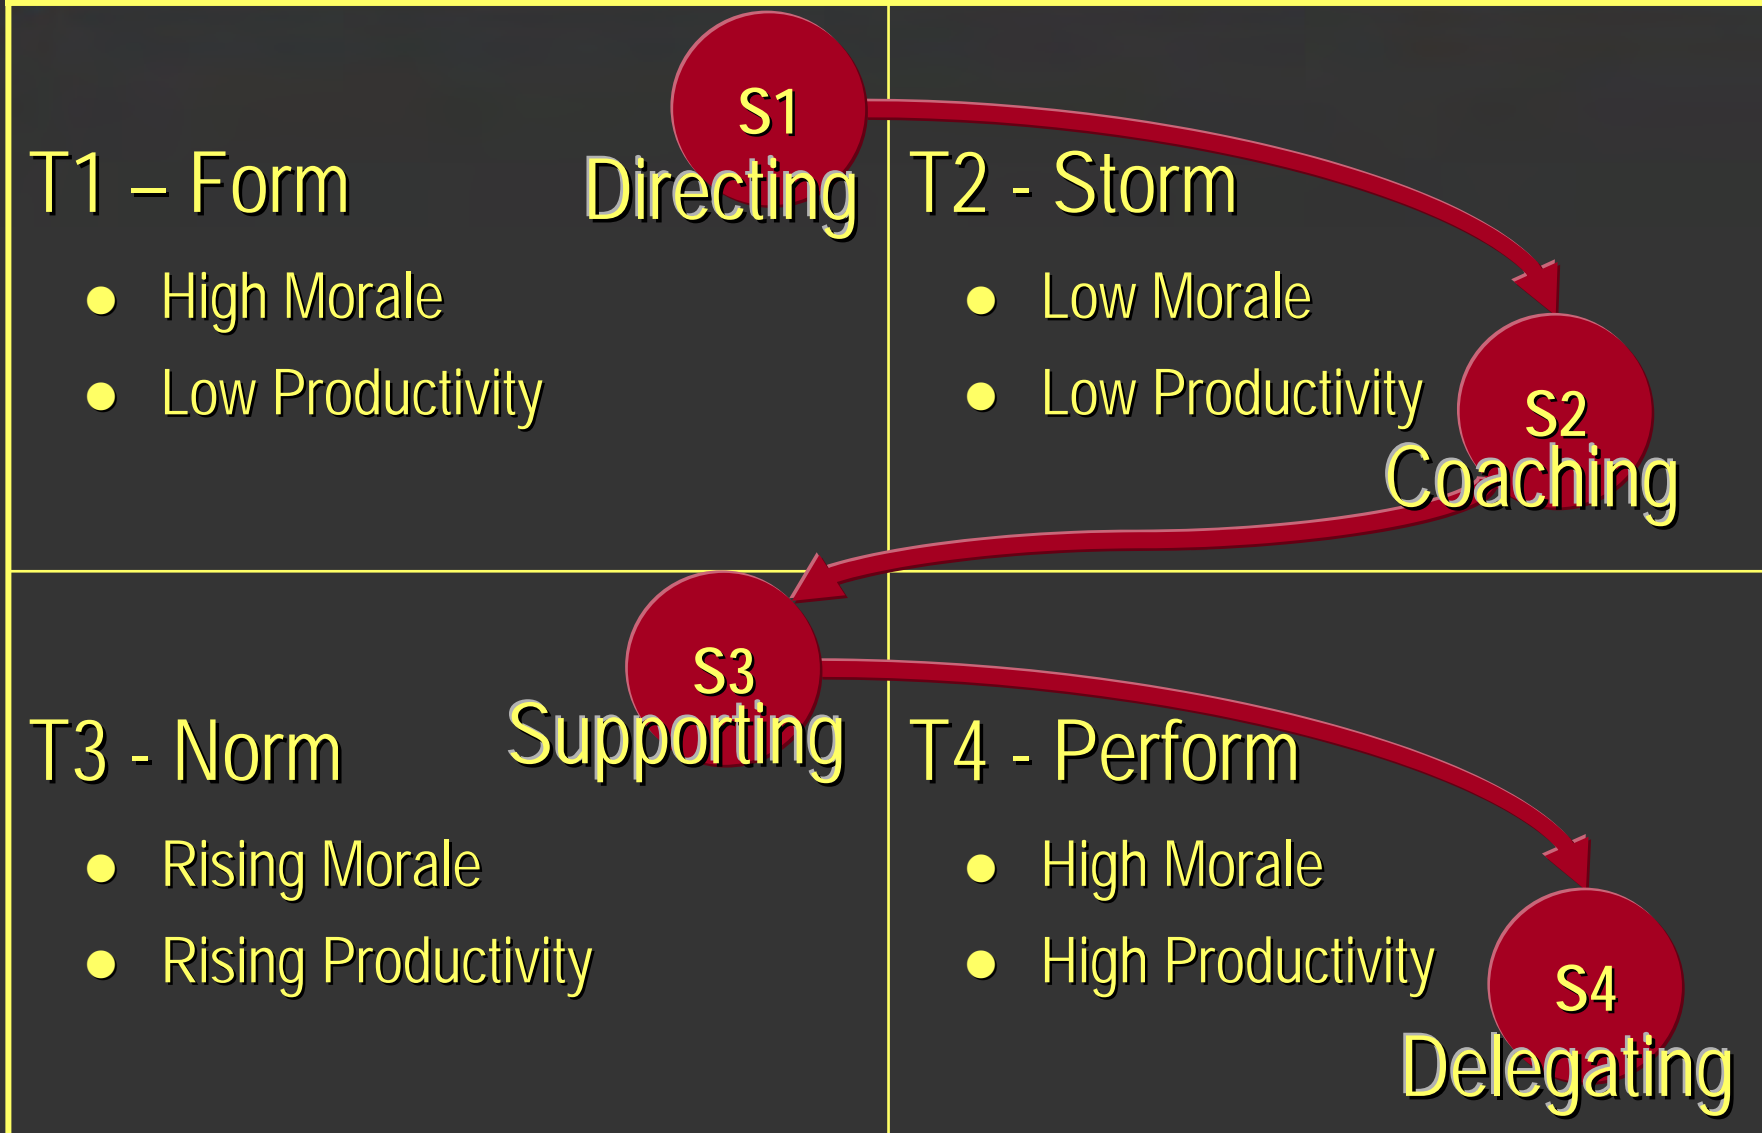 S1
Directing
T1 – Form
● High Morale
● Low Productivity
T2 - Storm
● Low Morale
● Low Productivity
S2
Coaching
S3
Supporting
T3 - Norm
● Rising Morale
● Rising Productivity
T4 - Perform
● High Morale
● High Productivity
S4
Delegating